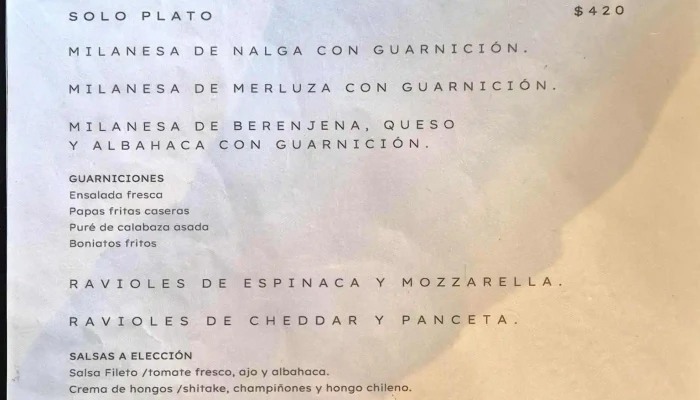 SOLO PLATO $420
MILANESA DE NALGA CON GUARNICIÓN.
MILANESA DE MERLUZA CON GUARNICIÓN.
MILANESA DE BERENJENA, QUESO
Y ALBAHACA CON GUARNICIÓN.
GUARNICIONES
Ensalada fresca
Papas fritas caseras
Puré de calabaza asada
Boniatos fritos
RAVIOLES DE ESPINACA Y MOZZARELLA.
RAVIOLES DE CHEDDAR Y PANCETA.
SALSAS A ELECCIÓN
Salsa Fileto /tomate fresco, ajo y albahaca.
Crema de hongos /shitake, champiñones y hongo chileno.